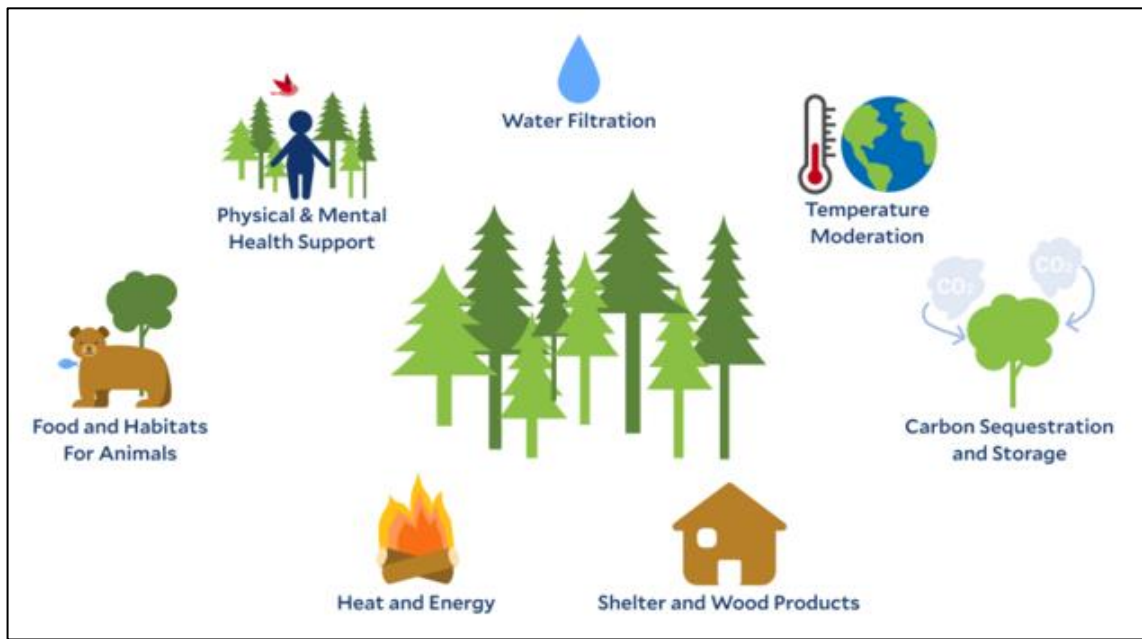 Water Filtration
Physical & Mental
Health Support
Temperature
Moderation
CO₂
CO₂
Food and Habitats
For Animals
Carbon Sequestration
and Storage
Heat and Energy
Shelter and Wood Products